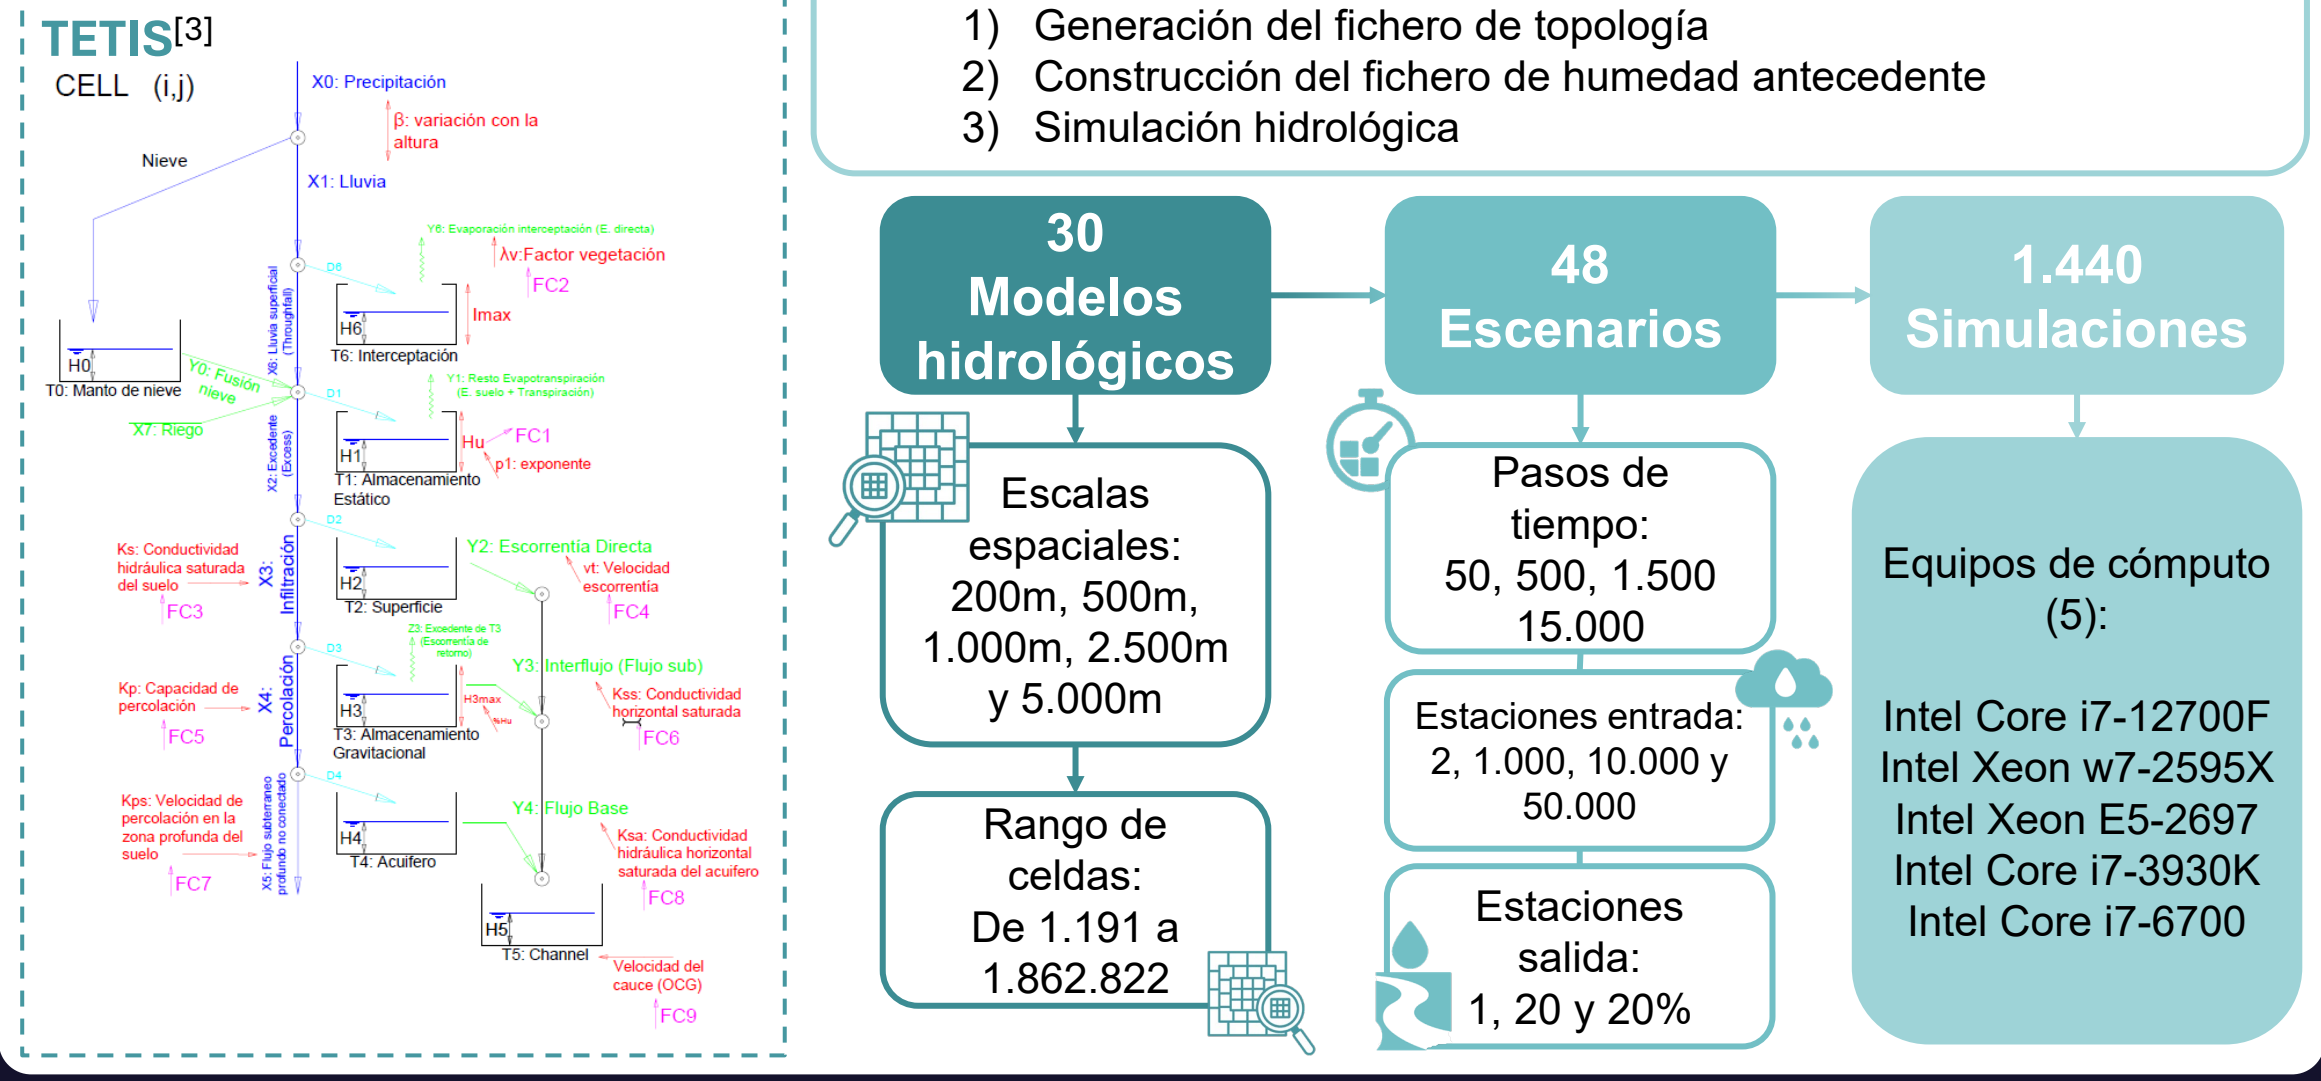 TETIS[3]
CELL (i,j)
X0: Precipitación
β: variación con la
altura
Nieve
X1: Lluvia
Y6: Evaporación interceptación (E. directa)
λv:Factor vegetación
FC2
D6
X6: Lluvia superficial
(Throughfall)
Imax
H6
T6: Interceptación
H0
T0: Manto de nieve
Y0: Fusión
nieve
X7: Riego
Y1: Resto Evapotranspiración
(E. suelo + Transpiración)
D1
Hu
FC1
p1: exponente
H1
T1: Almacenamiento
Estático
X2: Excedente
(Excess)
D2
Y2: Escorrentía Directa
vt: Velocidad
escorrentía
FC4
H2
T2: Superficie
Ks: Conductividad
hidráulica saturada
del suelo
FC3
X3:
Infiltración
Z3: Excedente de T3
(Escorrentía de
retorno)
D3
Y3: Interflujo (Flujo sub)
Kss: Conductividad
horizontal saturada
FC6
H3max
%Hu
H3
T3: Almacenamiento
Gravitacional
Kp: Capacidad de
percolación
FC5
X4:
Percolación
D4
Y4: Flujo Base
Ksa: Conductividad
hidráulica horizontal
saturada del acuifero
FC8
H4
T4: Acuifero
Kps: Velocidad de
percolación en la
zona profunda del
suelo
FC7
X5: Flujo subterraneo
profundo no conectado
H5
T5: Channel
Velocidad del
cauce (OCG)
FC9
1) Generación del fichero de topología
2) Construcción del fichero de humedad antecedente
3) Simulación hidrológica
30
Modelos
hidrológicos
Escalas
espaciales:
200m, 500m,
1.000m, 2.500m
y 5.000m
Rango de
celdas:
De 1.191 a
1.862.822
48
Escenarios
Pasos de
tiempo:
50, 500, 1.500
15.000
Estaciones entrada:
2, 1.000, 10.000 y
50.000
Estaciones
salida:
1, 20 y 20%
1.440
Simulaciones
Equipos de cómputo
(5):
Intel Core i7-12700F
Intel Xeon w7-2595X
Intel Xeon E5-2697
Intel Core i7-3930K
Intel Core i7-6700